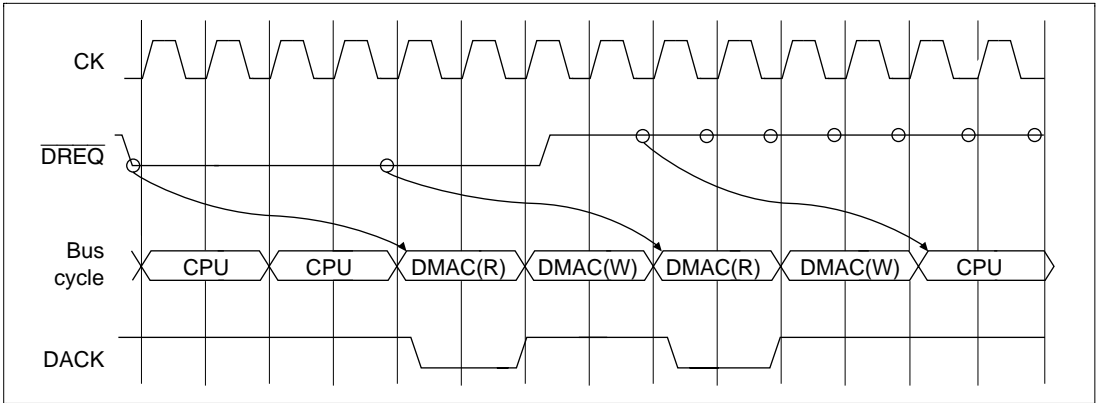 CK
DREQ
Bus
cycle
CPU CPU DMAC(R) DMAC(W) DMAC(R) DMAC(W) CPU
DACK